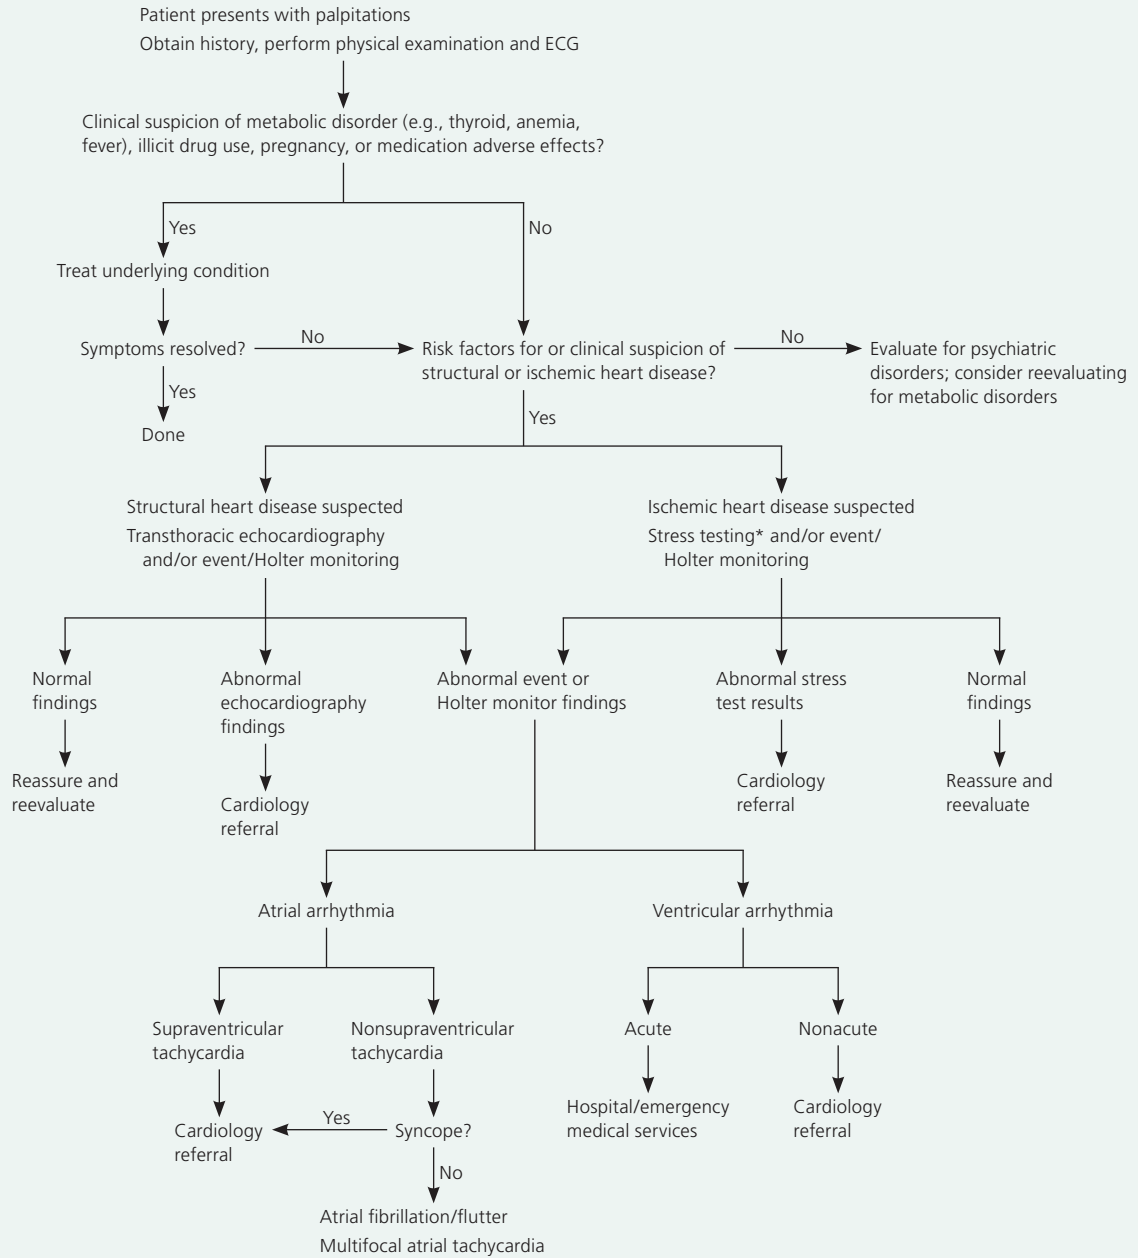 Patient presents with palpitations
Obtain history, perform physical examination and ECG
Clinical suspicion of metabolic disorder (e.g., thyroid, anemia,
fever), illicit drug use, pregnancy, or medication adverse effects?
Yes
No
Treat underlying condition
Symptoms resolved?
No
Risk factors for or clinical suspicion of
structural or ischemic heart disease?
No
Evaluate for psychiatric
disorders; consider reevaluating
for metabolic disorders
Yes
Done
Yes
Structural heart disease suspected
Transthoracic echocardiography
and/or event/Holter monitoring
Ischemic heart disease suspected
Stress testing* and/or event/
Holter monitoring
Normal
findings
Abnormal
echocardiography
findings
Abnormal event or
Holter monitor findings
Abnormal stress
test results
Normal
findings
Reassure and
reevaluate
Cardiology
referral
Cardiology
referral
Reassure and
reevaluate
Atrial arrhythmia
Ventricular arrhythmia
Supraventricular
tachycardia
Nonsupraventricular
tachycardia
Acute
Nonacute
Cardiology
referral
Yes
Syncope?
Hospital/emergency
medical services
Cardiology
referral
No
Atrial fibrillation/flutter
Multifocal atrial tachycardia